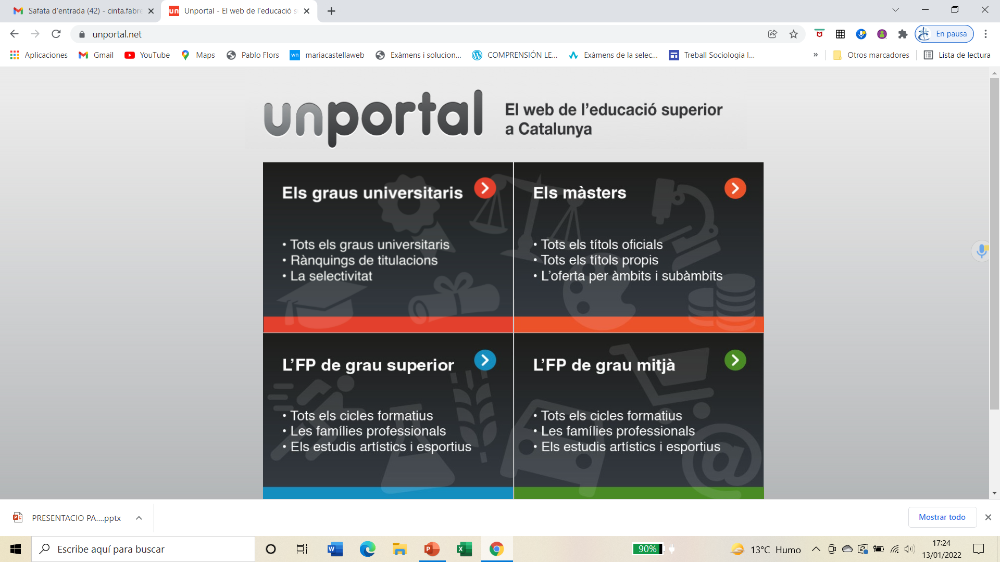 Safata d'entrada (42) - cinta.fabre
Unportal - El web de l'educació s
unportal.net
En pausa
Aplicaciones
Gmail
YouTube
Maps
Pablo Flors
wn mariacastellaweb
Exàmens i solucion...
COMPRENSIÓN LE...
Exàmens de la selec...
Treball Sociologia I...
»
Otros marcadores
Lista de lectura
unportal
El web de l'educació superior
a Catalunya
Els graus universitaris
• Tots els graus universitaris
• Rànquings de titulacions
• La selectivitat
Els màsters
• Tots els títols oficials
• Tots els títols propis
• L'oferta per àmbits i subàmbits
L'FP de grau superior
• Tots els cicles formatius
• Les famílies professionals
• Els estudis artístics i esportius
L'FP de grau mitjà
• Tots els cicles formatius
• Les famílies professionals
• Els estudis artístics i esportius
PRESENTACIO PA....pptx
Mostrar todo
Escribe aquí para buscar
90%
13°C Humo
17:24
13/01/2022